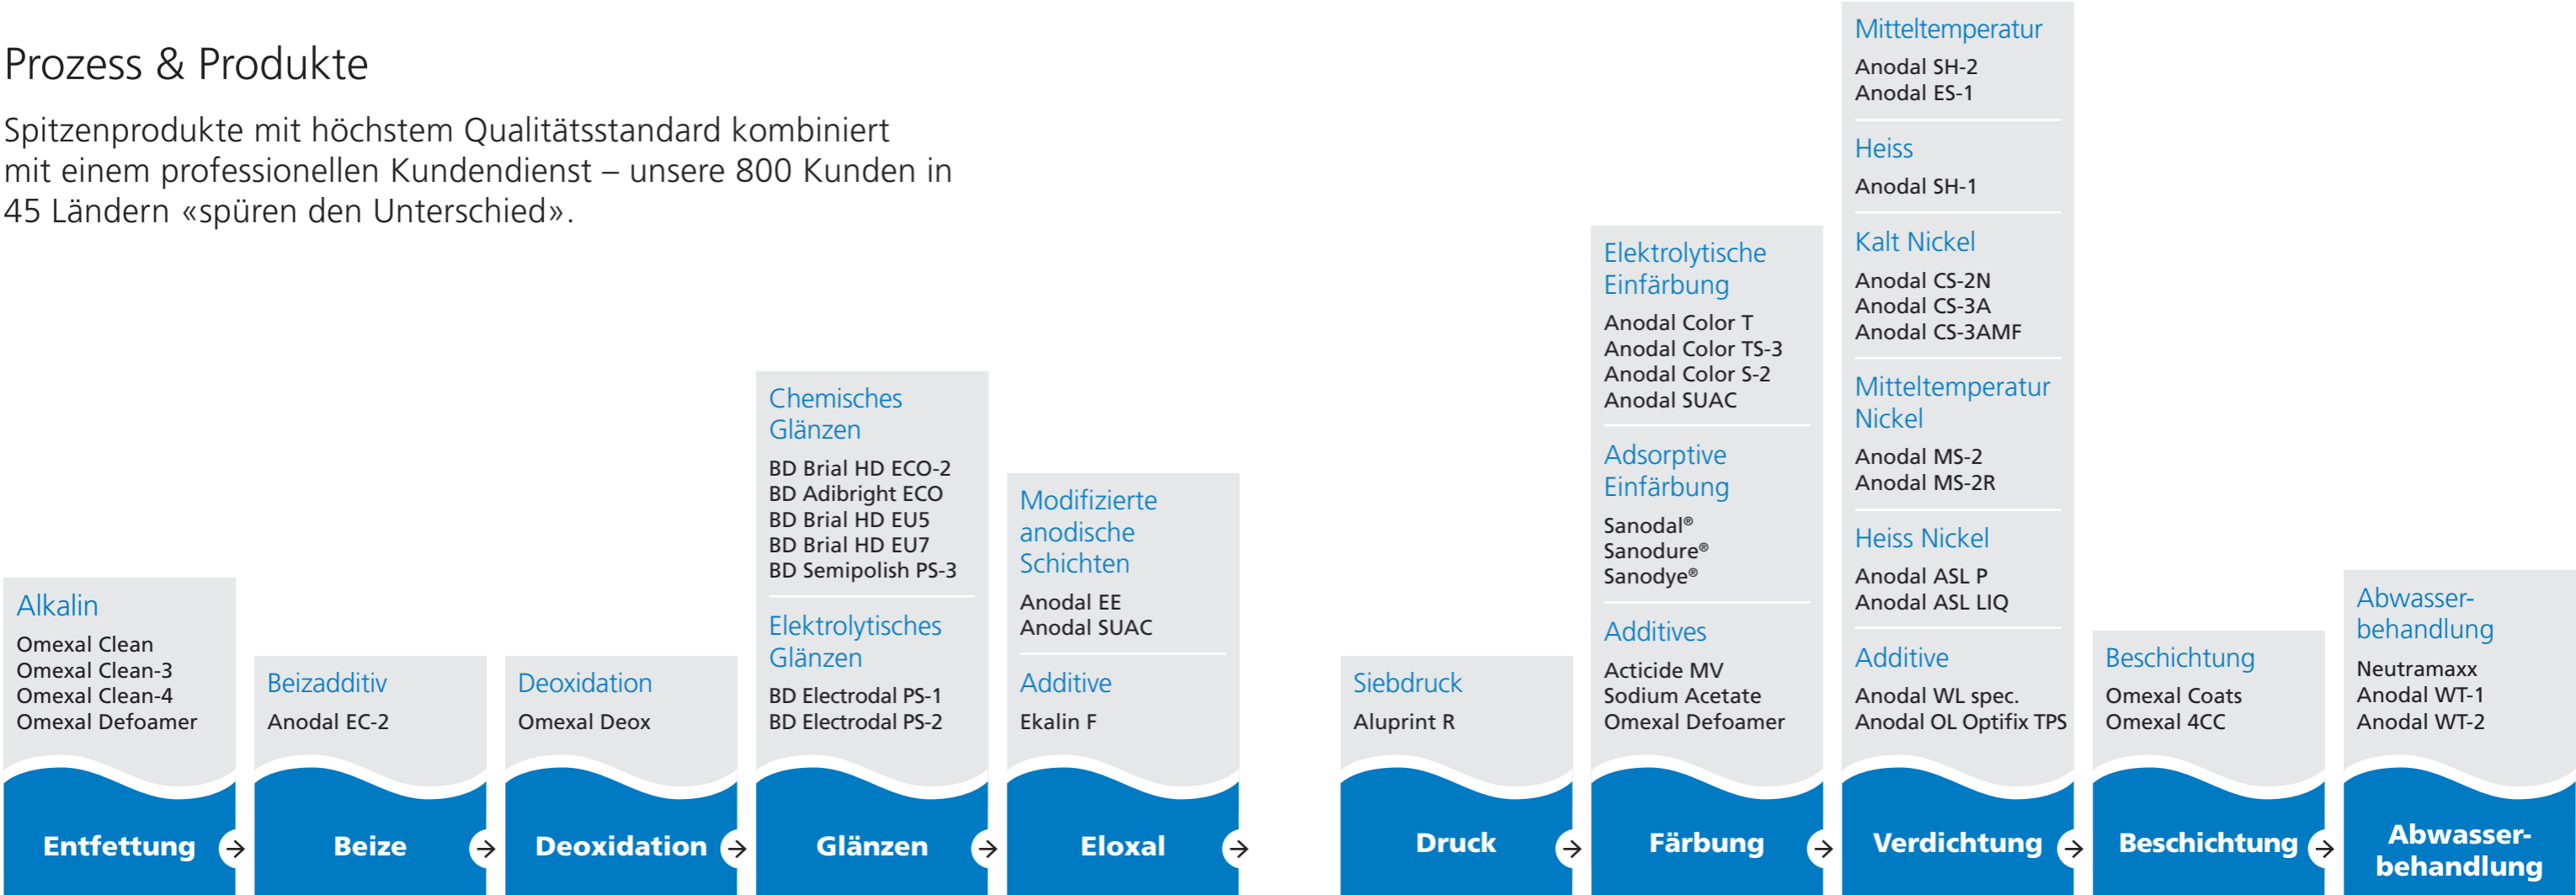 Prozess & Produkte
Spitzenprodukte mit höchstem Qualitätsstandard kombiniert
mit einem professionellen Kundendienst – unsere 800 Kunden in
45 Ländern «spüren den Unterschied».
Alkalin
Omexal Clean
Omexal Clean-3
Omexal Clean-4
Omexal Defoamer
Entfettung
Beizadditiv
Anodal EC-2
Beize
Deoxidation
Omexal Deox
Deoxidation
Chemisches
Glänzen
BD Brial HD ECO-2
BD Adibright ECO
BD Brial HD EU5
BD Brial HD EU7
BD Semipolish PS-3
Elektrolytisches
Glänzen
BD Electrodal PS-1
BD Electrodal PS-2
Glänzen
Modifizierte
anodische
Schichten
Anodal EE
Anodal SUAC
Additive
Ekalin F
Eloxal
Siebdruck
Aluprint R
Druck
Elektrolytische
Einfärbung
Anodal Color T
Anodal Color TS-3
Anodal Color S-2
Anodal SUAC
Adsorptive
Einfärbung
Sanodal®
Sanodure®
Sanodye®
Additives
Acticide MV
Sodium Acetate
Omexal Defoamer
Färbung
Mitteltemperatur
Anodal SH-2
Anodal ES-1
Heiss
Anodal SH-1
Kalt Nickel
Anodal CS-2N
Anodal CS-3A
Anodal CS-3AMF
Mitteltemperatur
Nickel
Anodal MS-2
Anodal MS-2R
Heiss Nickel
Anodal ASL P
Anodal ASL LIQ
Additive
Anodal WL spec.
Anodal OL Optifix TPS
Verdichtung
Beschichtung
Omexal Coats
Omexal 4CC
Beschichtung
Abwasser-
behandlung
Neutramaxx
Anodal WT-1
Anodal WT-2
Abwasser-
behandlung